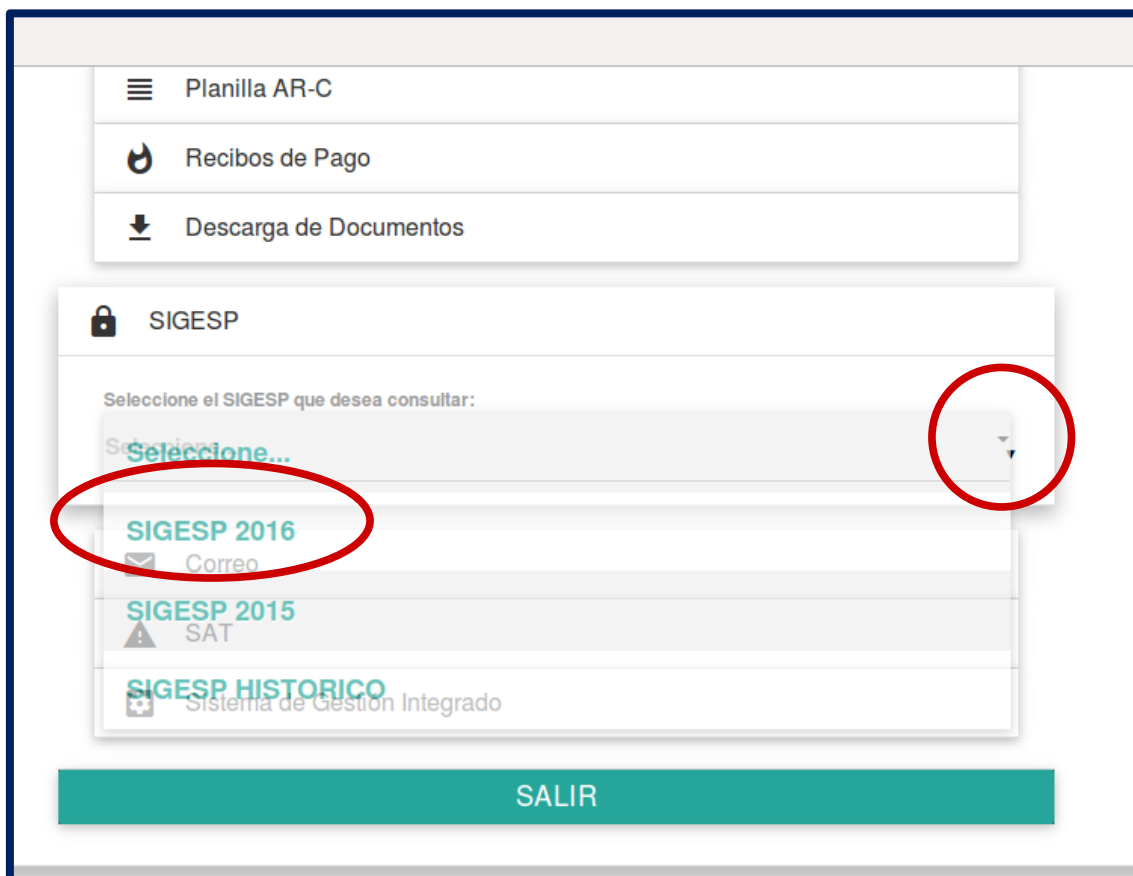 Planilla AR-C
Recibos de Pago
Descarga de Documentos
SIGESP
Seleccione el SIGESP que desea consultar:
Seleccione...
Seleccione...
SIGESP 2016
Correo
SIGESP 2015
SAT
SIGESP HISTORICO
Sistema de Gestión Integrado
SALIR